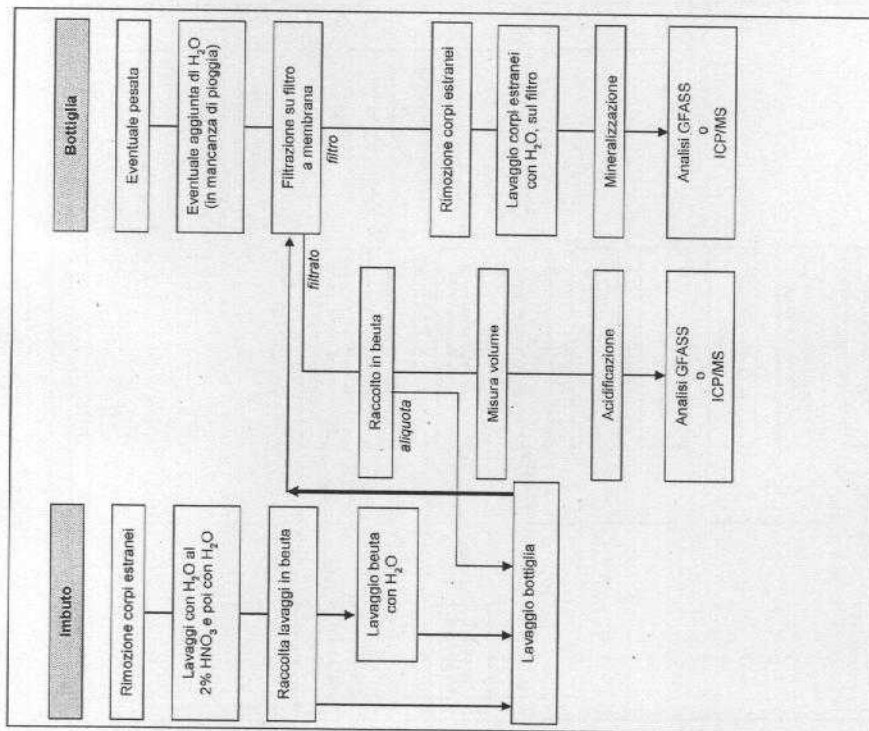 Imbuto
Rimozione corpi estranei
Lavaggi con H₂O al
2% HNO₃ e poi con H₂O
Raccolta lavaggi in beuta
Lavaggio beuta
con H₂O
Lavaggio bottiglia
Bottiglia
Eventuale pesata
Eventuale aggiunta di H₂O
(in mancanza di pioggia)
Filtrazione su filtro
a membrana
filtro
filtrato
Raccolto in beuta
aliquota
Misura volume
Acidificazione
Analisi GFASS
o
ICP/MS
Rimozione corpi estranei
Lavaggio corpi estranei
con H₂O, sul filtro
Mineralizzazione
Analisi GFASS
o
ICP/MS